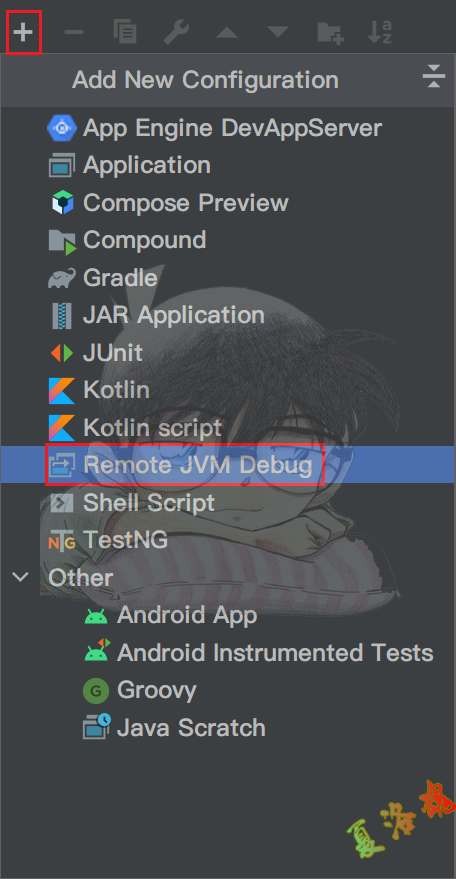 Add New Configuration
App Engine DevAppServer
Application
Compose Preview
Compound
Gradle
JAR Application
JUnit
Kotlin
Kotlin script
Remote JVM Debug
Shell Script
TestNG
Other
Android App
Android Instrumented Tests
Groovy
Java Scratch